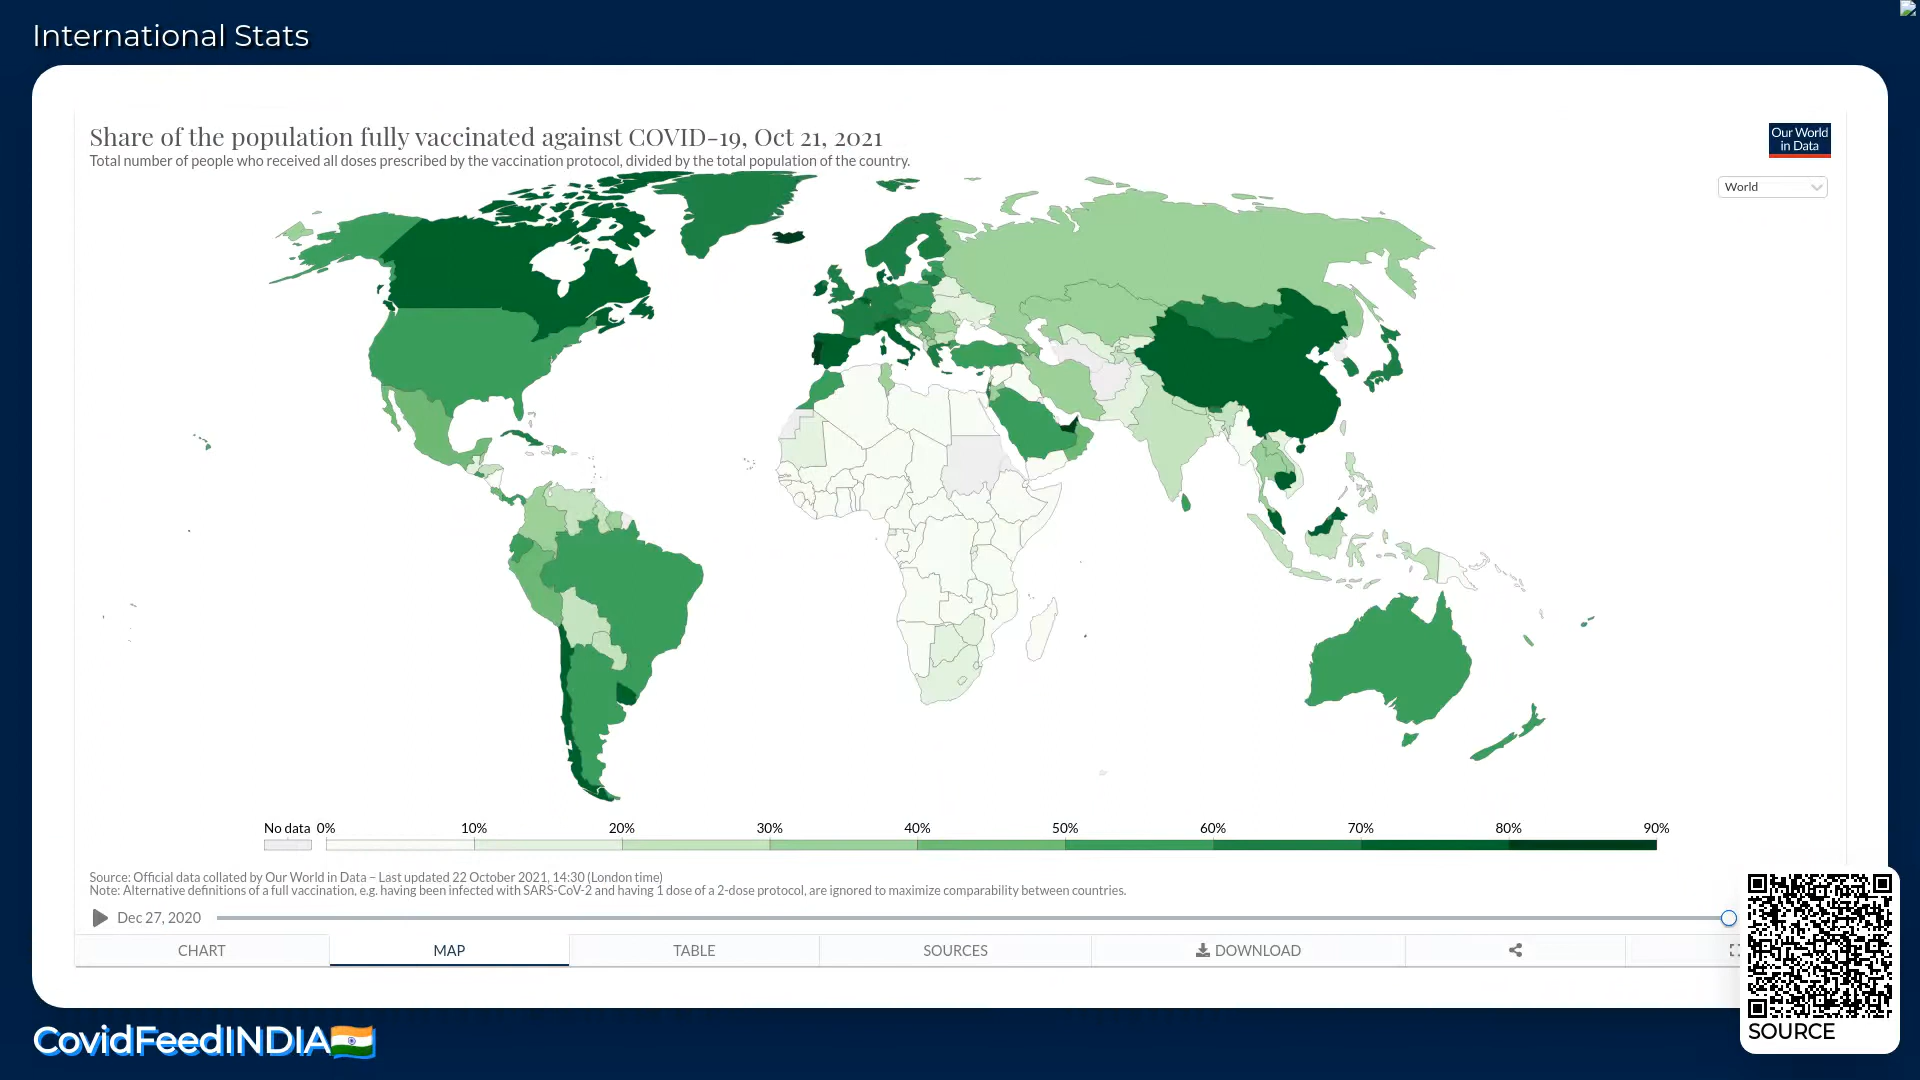 International Stats
Share of the population fully vaccinated against COVID-19, Oct 21, 2021
Total number of people who received all doses prescribed by the vaccination protocol, divided by the total population of the country.
Our World
in Data
World
No data 0% 10% 20% 30% 40% 50% 60% 70% 80% 90%
Source: Official data collated by Our World in Data – Last updated 22 October 2021, 14:30 (London time)
Note: Alternative definitions of a full vaccination, e.g. having been infected with SARS-CoV-2 and having 1 dose of a 2-dose protocol, are ignored to maximize comparability between countries.
Dec 27, 2020
CHART MAP TABLE SOURCES DOWNLOAD
SOURCE
CovidFeedINDIA